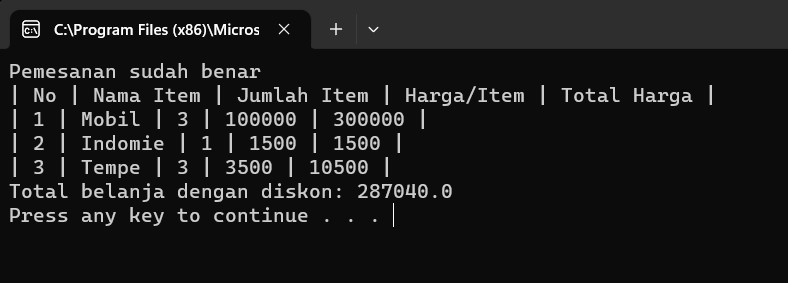 C:\Program Files (x86)\Micros
Pemesanan sudah benar
| No | Nama Item | Jumlah Item | Harga/Item | Total Harga |
| 1 | Mobil | 3 | 100000 | 300000 |
| 2 | Indomie | 1 | 1500 | 1500 |
| 3 | Tempe | 3 | 3500 | 10500 |
Total belanja dengan diskon: 287040.0
Press any key to continue . . .